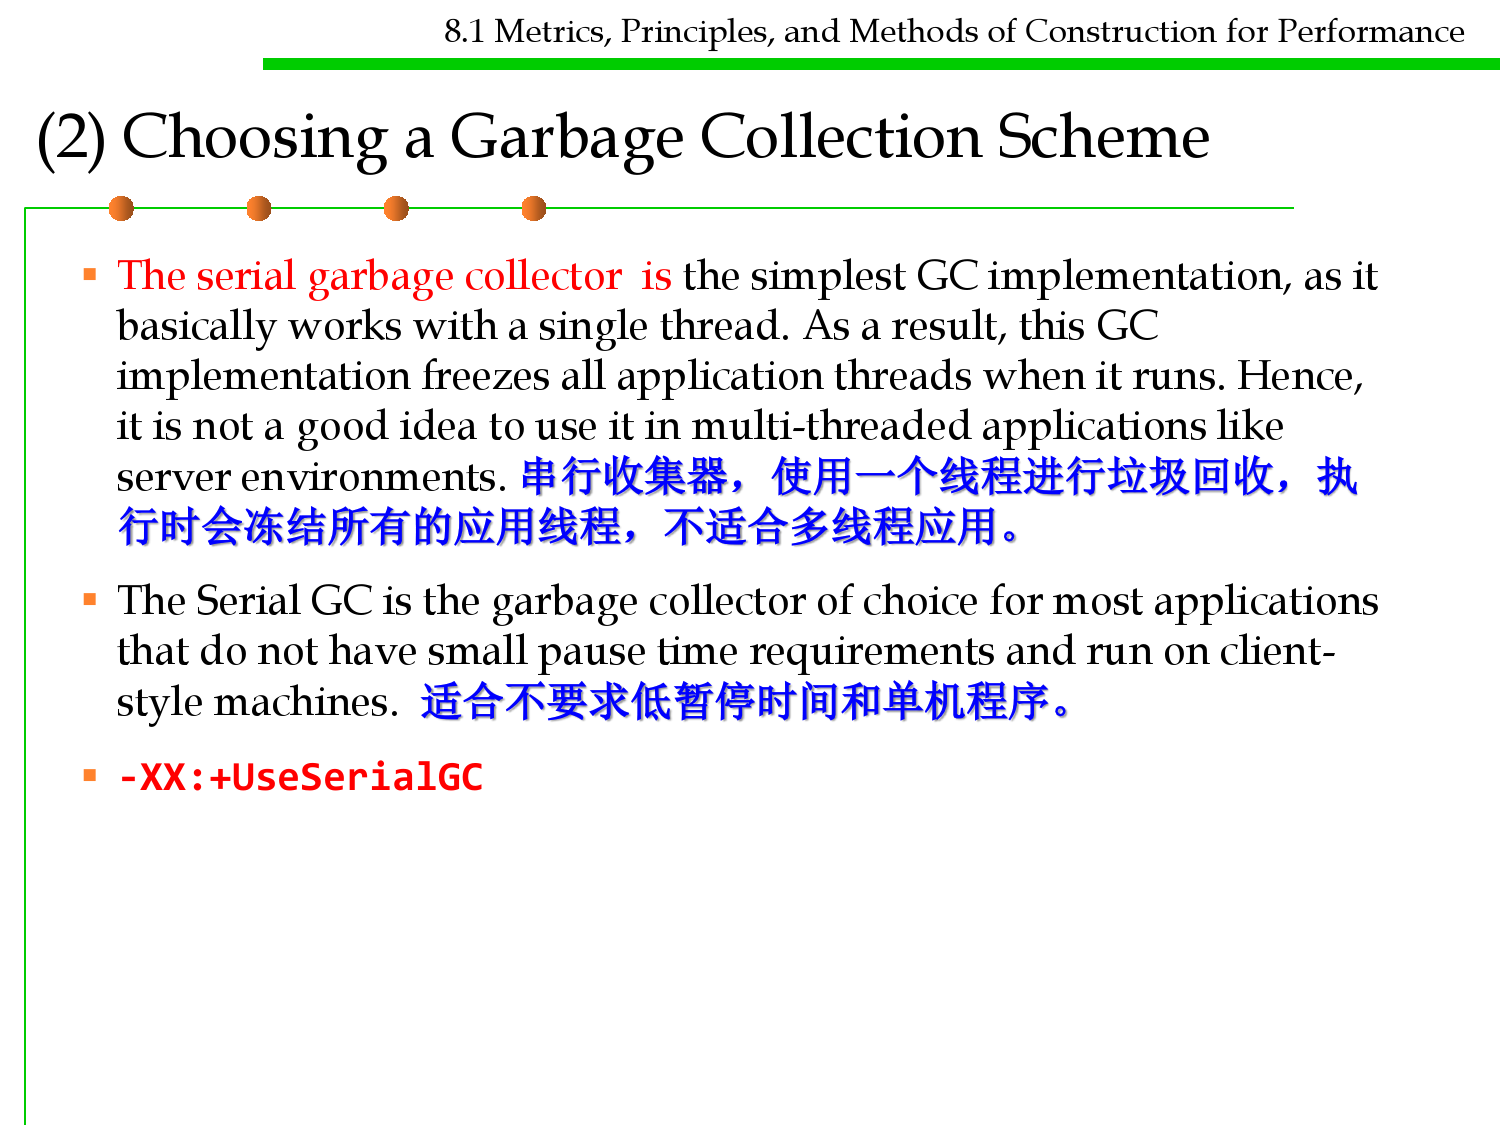 8.1 Metrics, Principles, and Methods of Construction for Performance
(2) Choosing a Garbage Collection Scheme
▪ The serial garbage collector  is the simplest GC implementation, as it
basically works with a single thread. As a result, this GC
implementation freezes all application threads when it runs. Hence,
it is not a good idea to use it in multi-threaded applications like
server environments. 串行收集器，使用一个线程进行垃圾回收，执
行时会冻结所有的应用线程，不适合多线程应用。
▪ The Serial GC is the garbage collector of choice for most applications
that do not have small pause time requirements and run on client-
style machines.  适合不要求低暂停时间和单机程序。
▪ -XX:+UseSerialGC